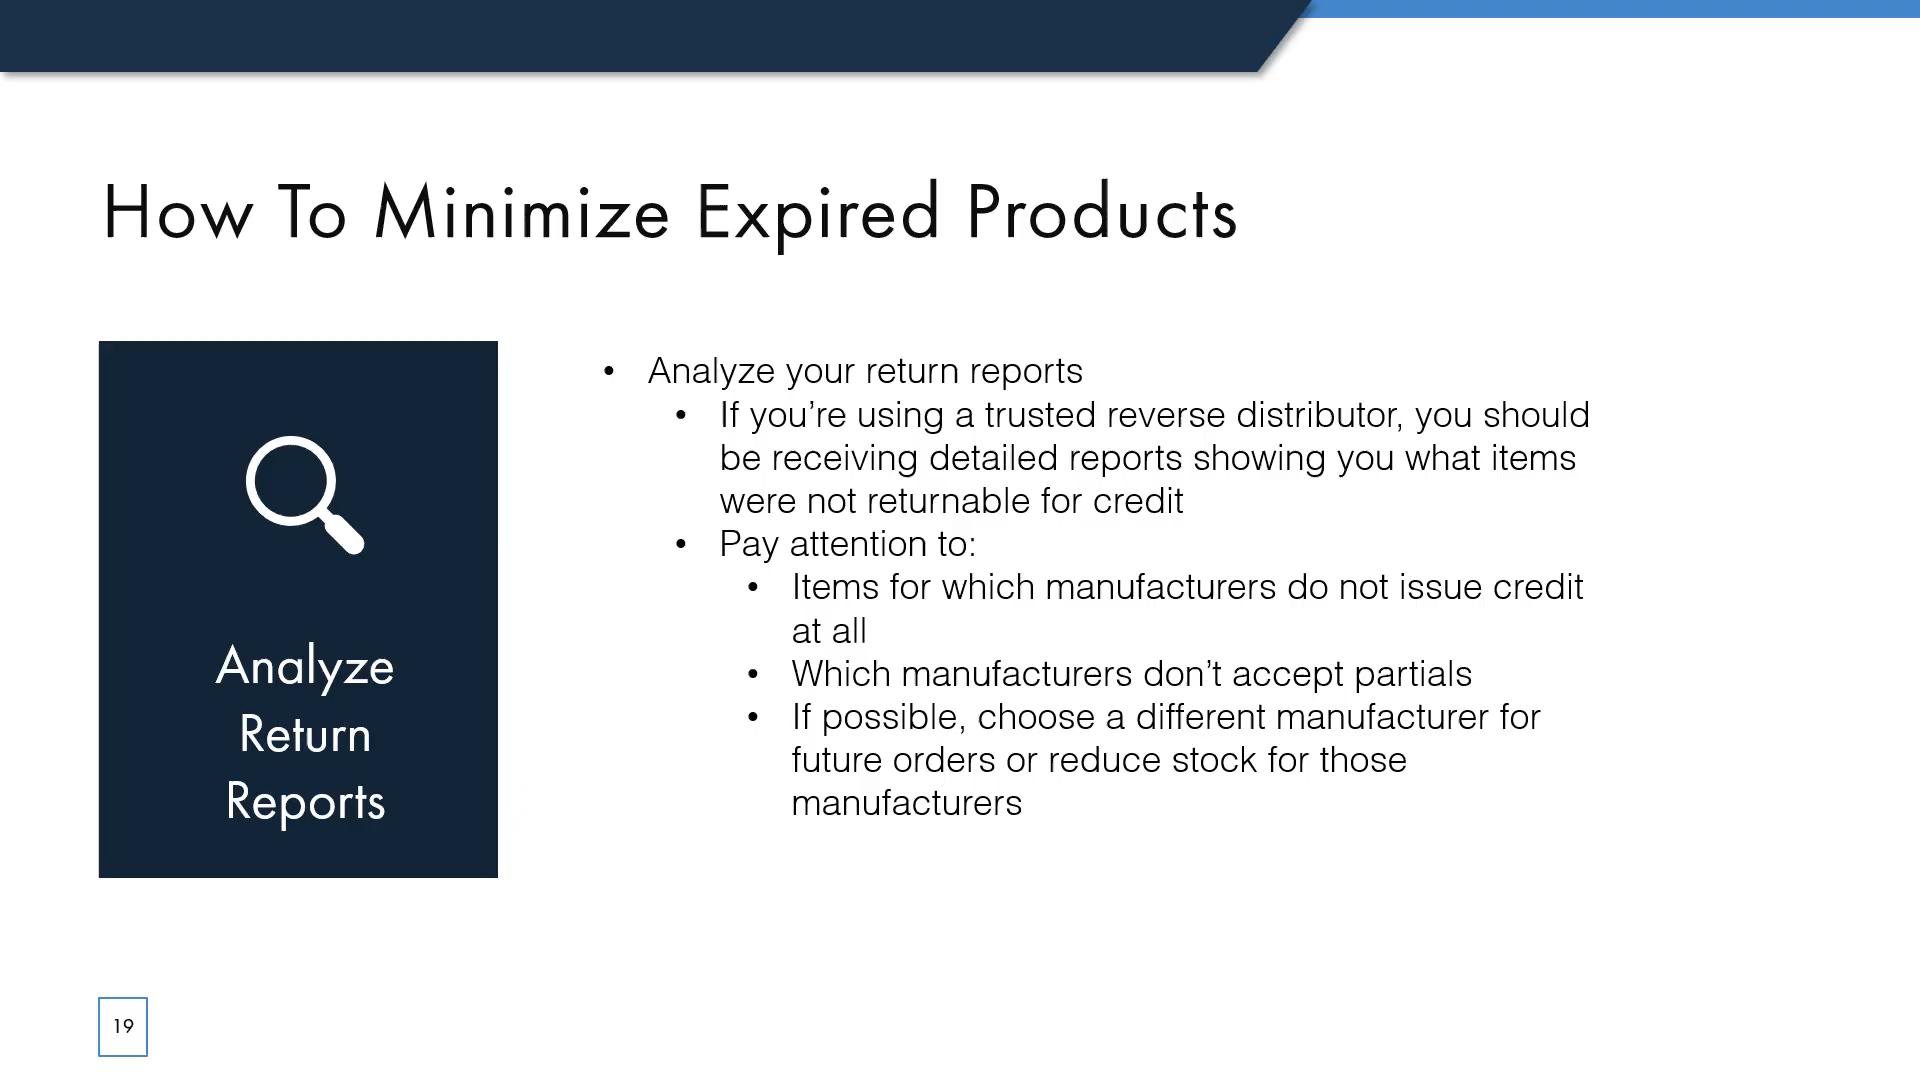 How To Minimize Expired Products
Analyze
Return
Reports
• Analyze your return reports
• If you’re using a trusted reverse distributor, you should
be receiving detailed reports showing you what items
were not returnable for credit
• Pay attention to:
• Items for which manufacturers do not issue credit
at all
• Which manufacturers don’t accept partials
• If possible, choose a different manufacturer for
future orders or reduce stock for those
manufacturers
19